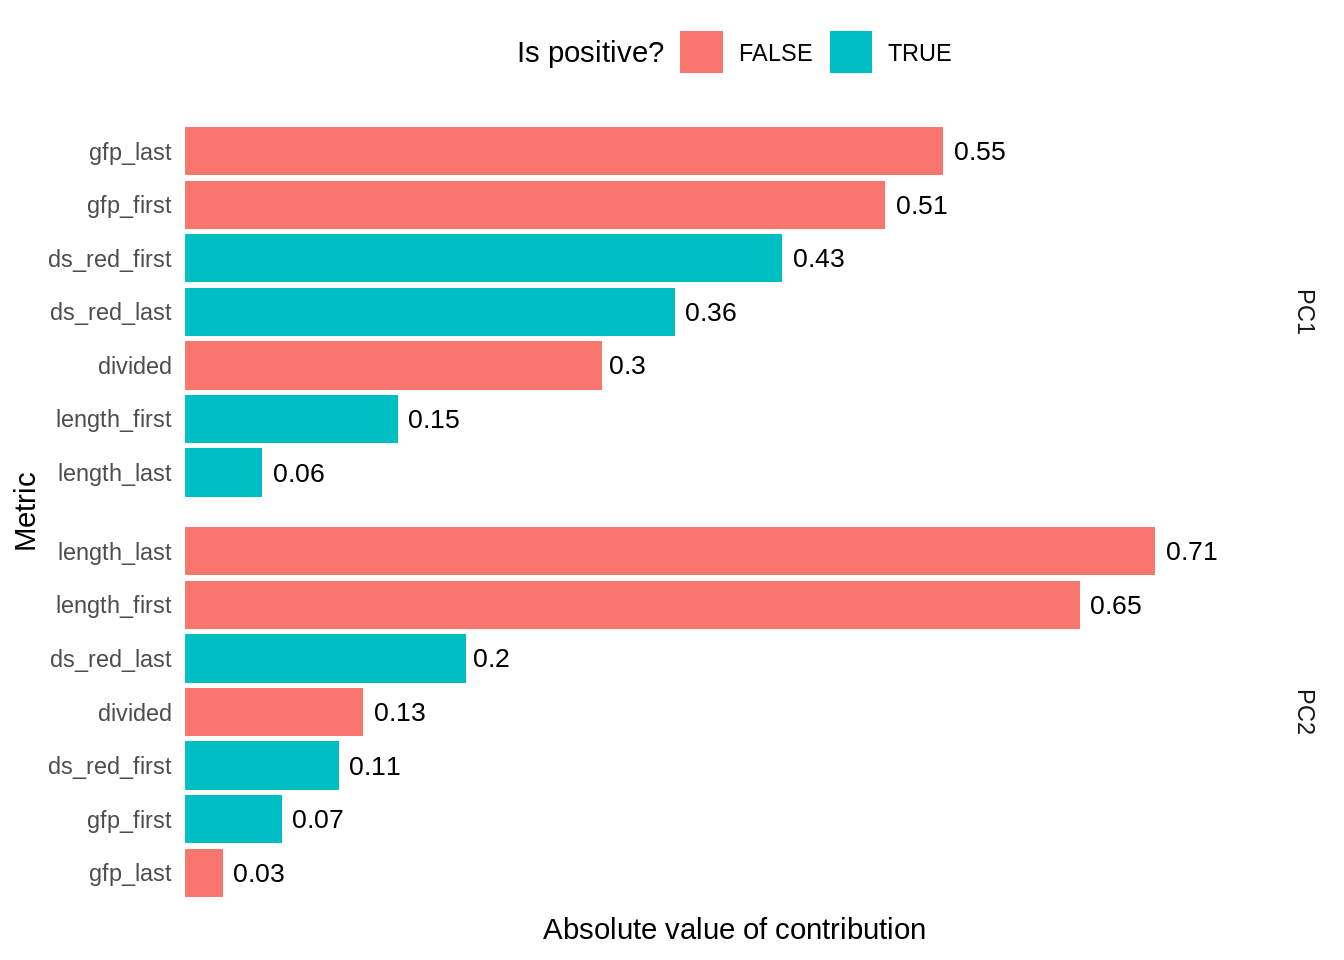 Is positive? FALSE TRUE
gfp_last 0.55
gfp_first 0.51
ds_red_first 0.43
ds_red_last 0.36
divided 0.3
length_first 0.15
length_last 0.06
PC1
Metric
length_last 0.71
length_first 0.65
ds_red_last 0.2
divided 0.13
ds_red_first 0.11
gfp_first 0.07
gfp_last 0.03
PC2
Absolute value of contribution